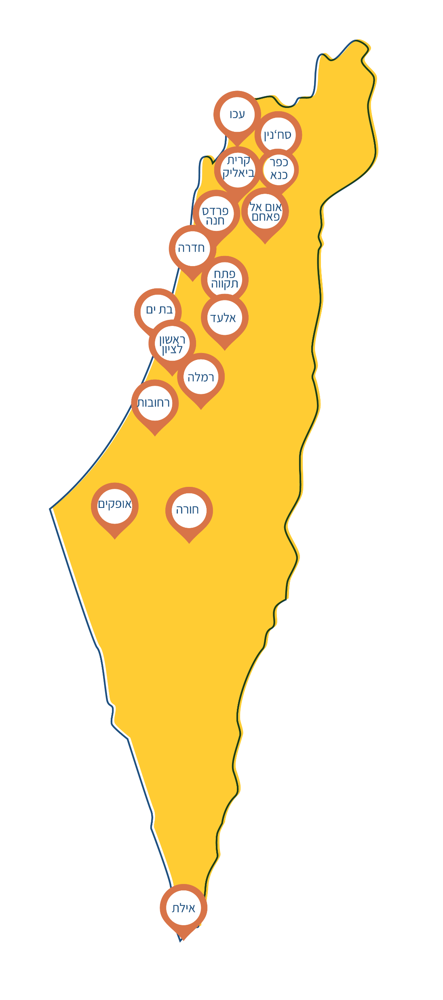 עכו
סח'נין
קרית
ביאליק
כפר
כנא
פרדס
חנה
אום אל
פאחם
חדרה
פתח
תקווה
בת ים
אלעד
ראשון
לציון
רמלה
רחובות
אופקים
חורה
אילת